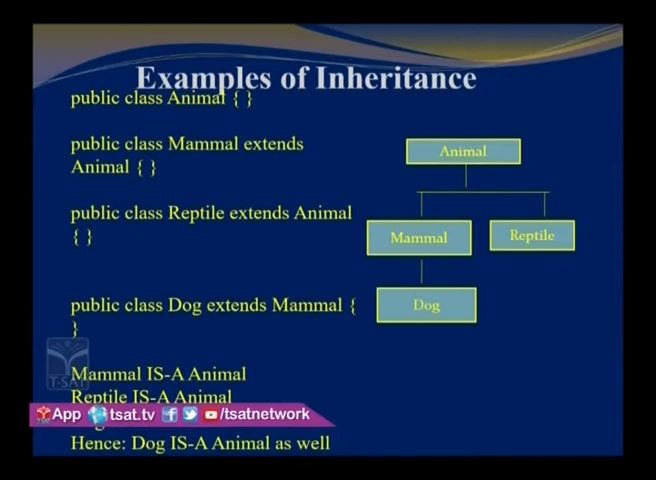 Examples of Inheritance
public class Animal { }
public class Mammal extends
Animal { }
public class Reptile extends Animal
{ }
public class Dog extends Mammal {
}
Animal
Mammal
Reptile
Dog
Mammal IS-A Animal
Reptile IS-A Animal
Hence: Dog IS-A Animal as well
T-SAT
App tsat.tv /tsatnetwork